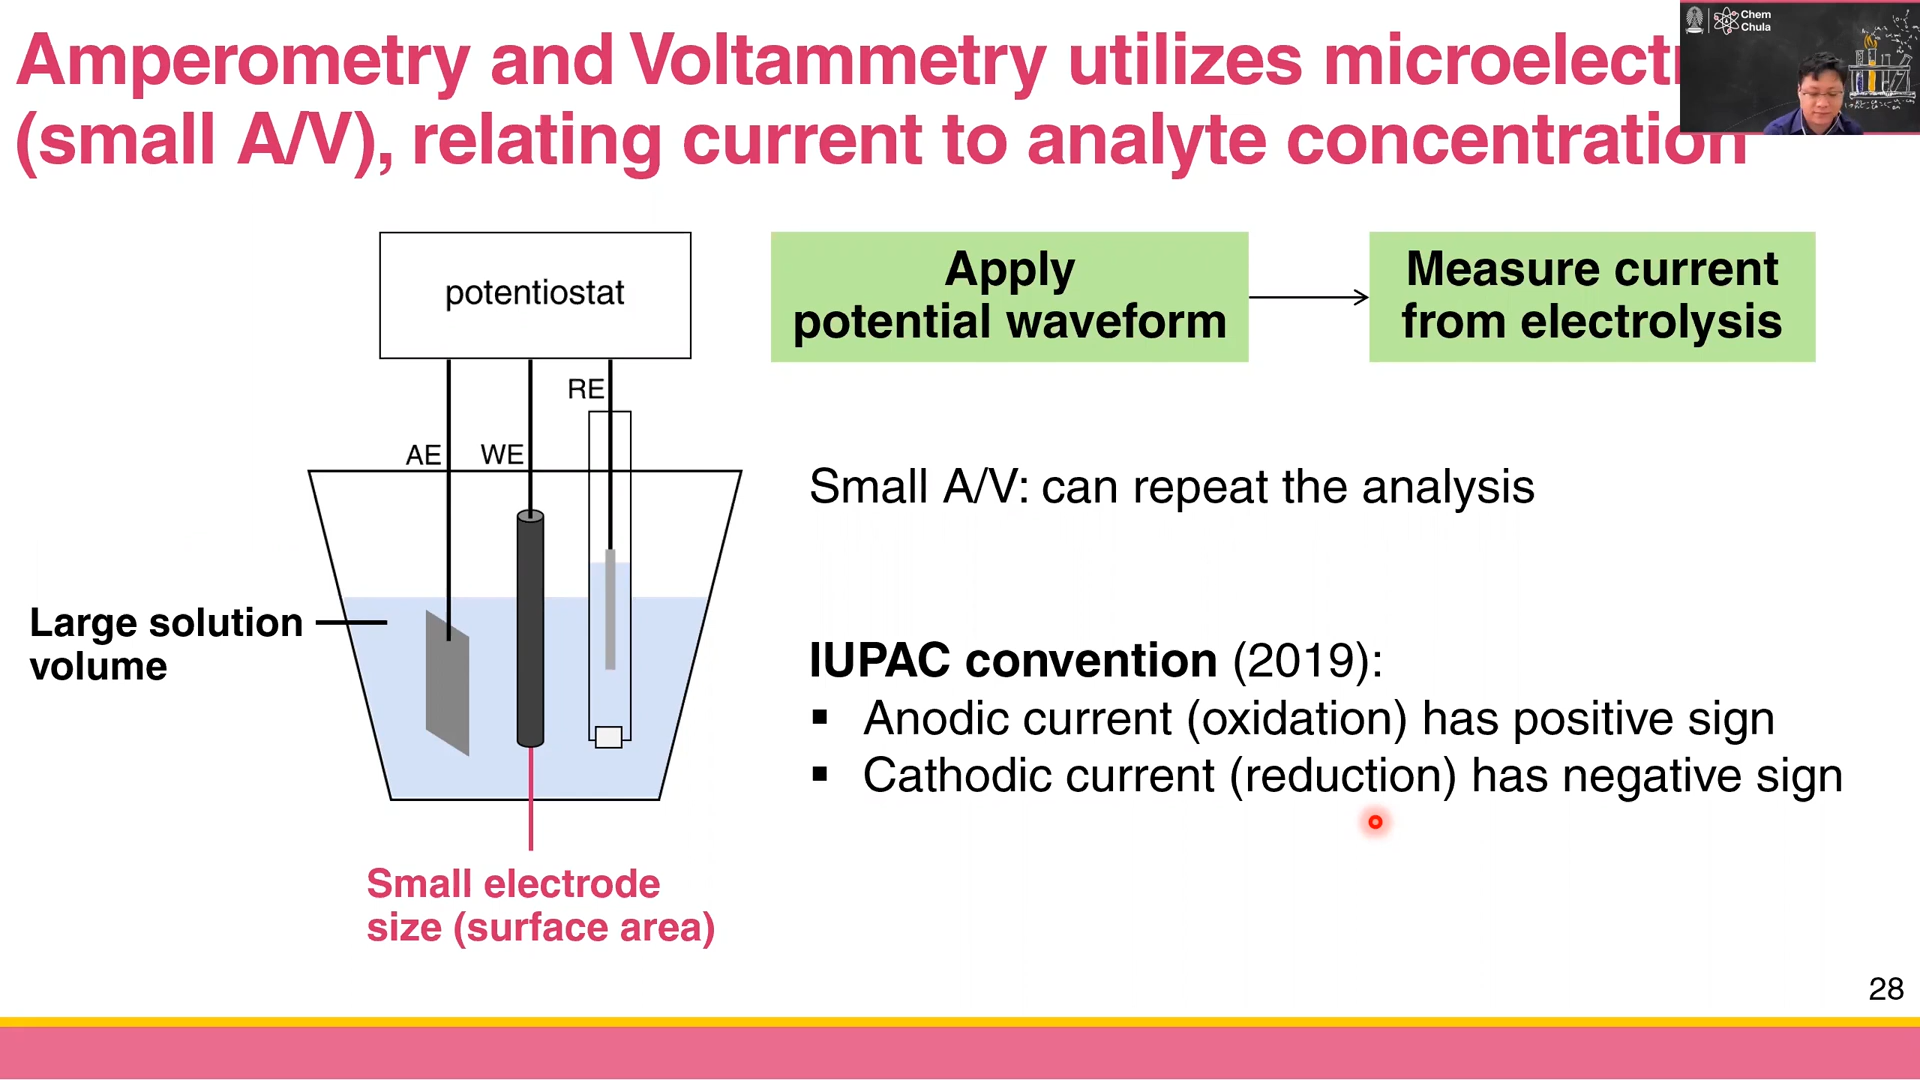 Amperometry and Voltammetry utilizes
(small A/V), relating current to analyte concentration
Chem
Chula
potentiostat
RE
AE
WE
Large solution
volume
Small electrode
size (surface area)
Apply
potential waveform
Measure current
from electrolysis
Small A/V: can repeat the analysis
IUPAC convention (2019):
▪ Anodic current (oxidation) has positive sign
▪ Cathodic current (reduction) has negative sign
28